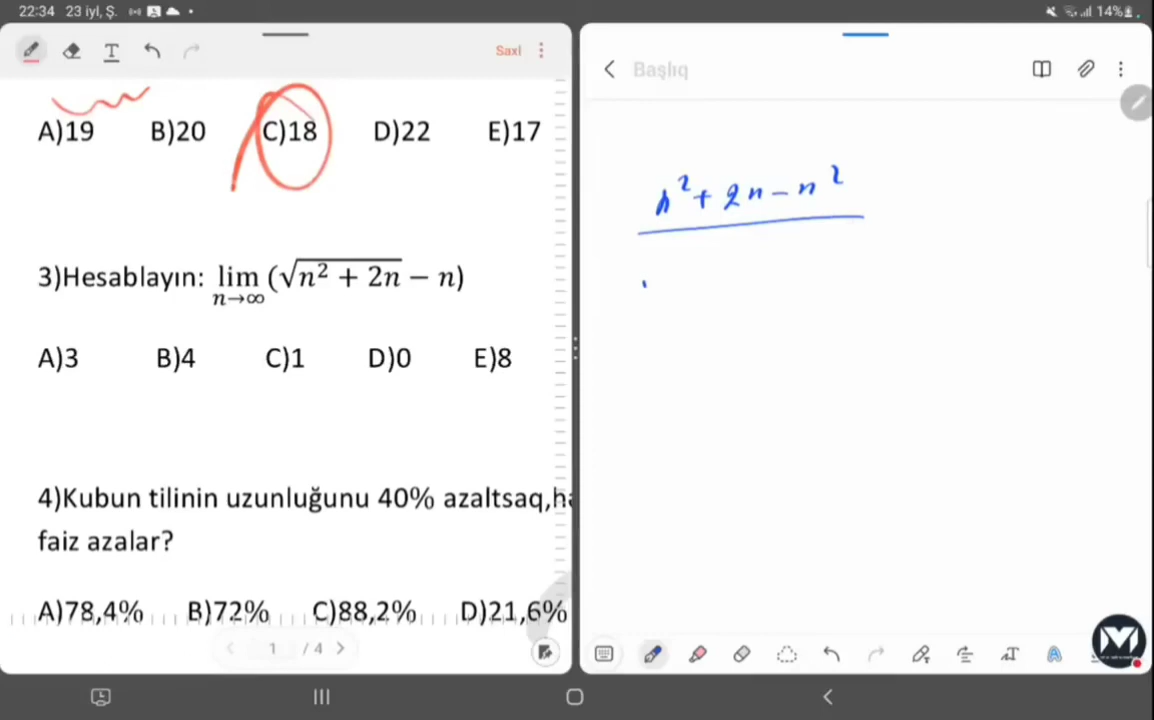 22:34 23 iyl, Ş. 14%
Saxl
A)19 B)20 C)18 D)22 E)17
3)Hesablayın: lim n→∞ (√n² + 2n − n)
A)3 B)4 C)1 D)0 E)8
4)Kubun tilinin uzunluğunu 40% azaltsaq,hə
faiz azalar?
A)78,4% B)72% C)88,2% D)21,6%
1 / 4
Başlıq
n² + 2n − n²